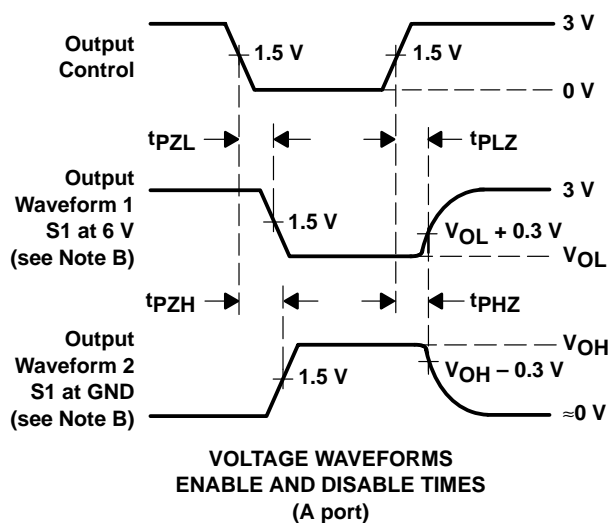 3 V
Output
Control
1.5 V
1.5 V
0 V
tPZL
tPLZ
Output
Waveform 1
S1 at 6 V
(see Note B)
3 V
1.5 V
VOL + 0.3 V
VOL
tPZH
tPHZ
Output
Waveform 2
S1 at GND
(see Note B)
VOH
1.5 V
VOH – 0.3 V
≈0 V
VOLTAGE WAVEFORMS
ENABLE AND DISABLE TIMES
(A port)